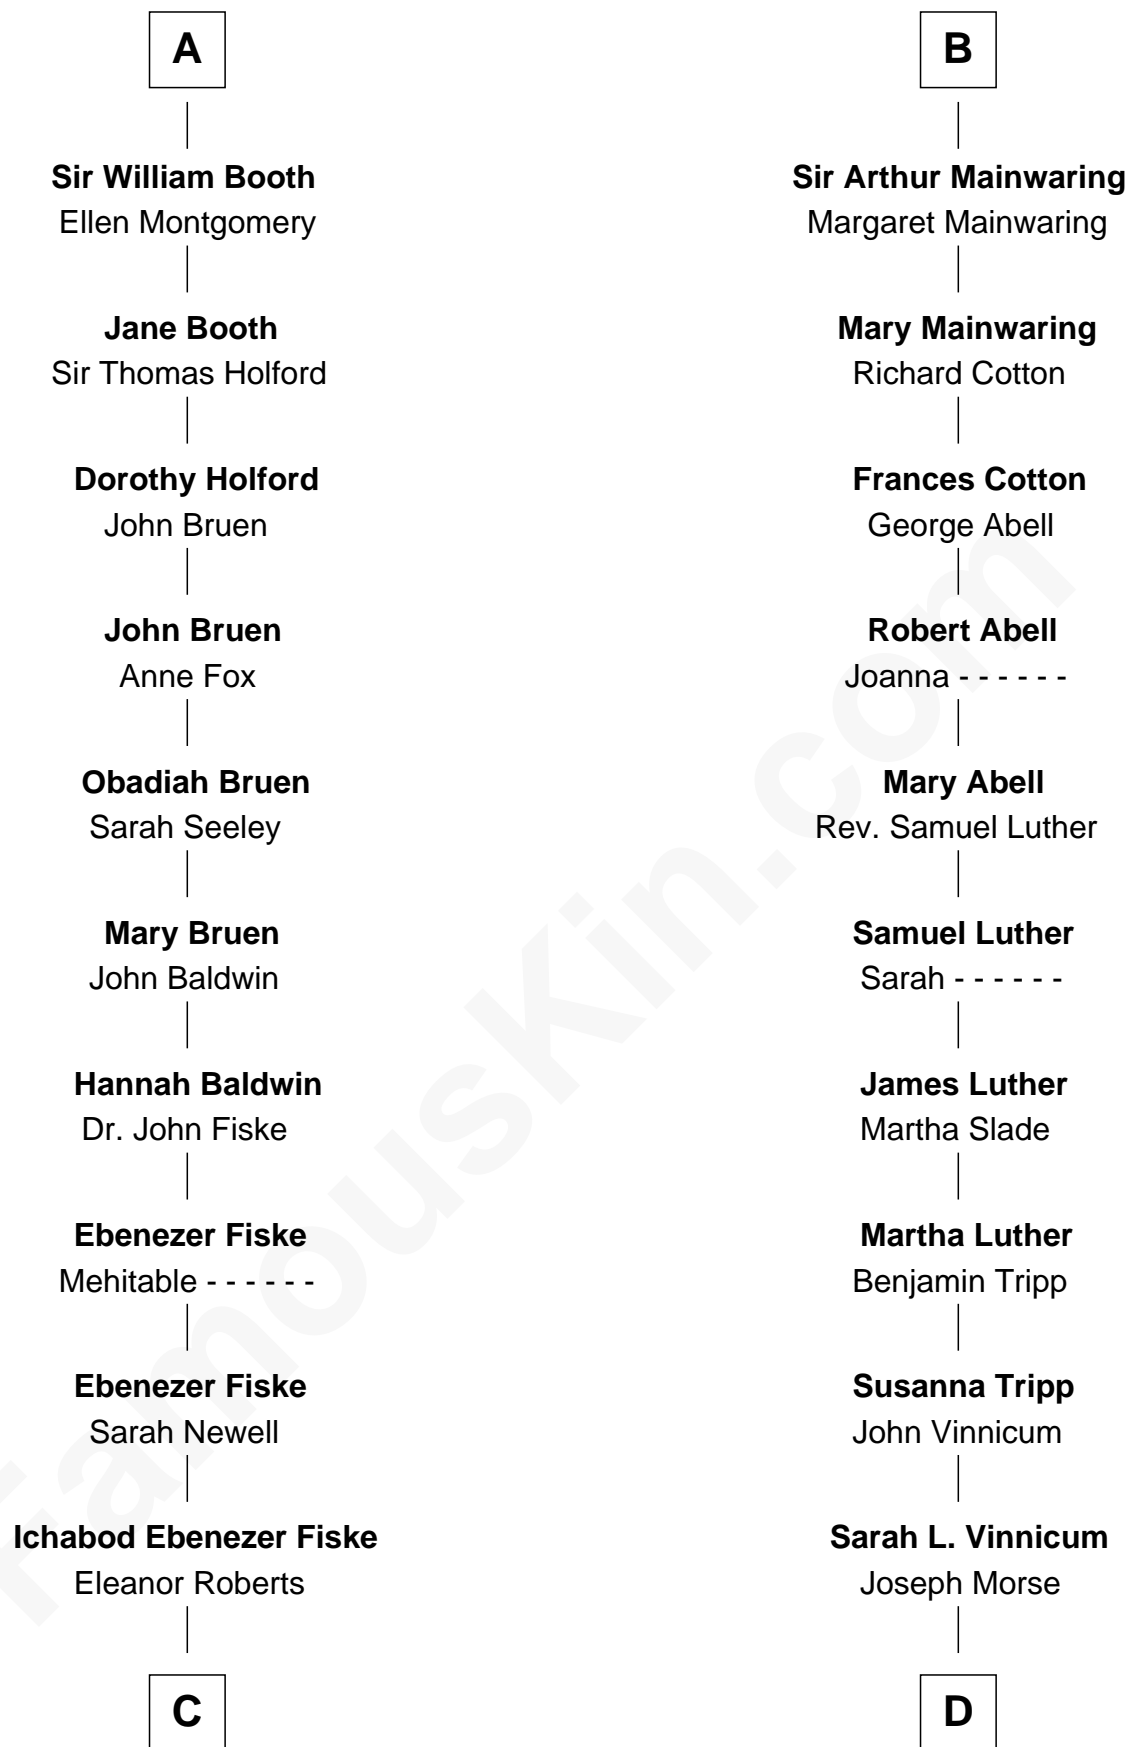 A
Sir William Booth
Ellen Montgomery
Jane Booth
Sir Thomas Holford
Dorothy Holford
John Bruen
John Bruen
Anne Fox
Obadiah Bruen
Sarah Seeley
Mary Bruen
John Baldwin
Hannah Baldwin
Dr. John Fiske
Ebenezer Fiske
Mehitable - - - - - -
Ebenezer Fiske
Sarah Newell
Ichabod Ebenezer Fiske
Eleanor Roberts
C
B
Sir Arthur Mainwaring
Margaret Mainwaring
Mary Mainwaring
Richard Cotton
Frances Cotton
George Abell
Robert Abell
Joanna - - - - - -
Mary Abell
Rev. Samuel Luther
Samuel Luther
Sarah - - - - - -
James Luther
Martha Slade
Martha Luther
Benjamin Tripp
Susanna Tripp
John Vinnicum
Sarah L. Vinnicum
Joseph Morse
D
FamousKin.com